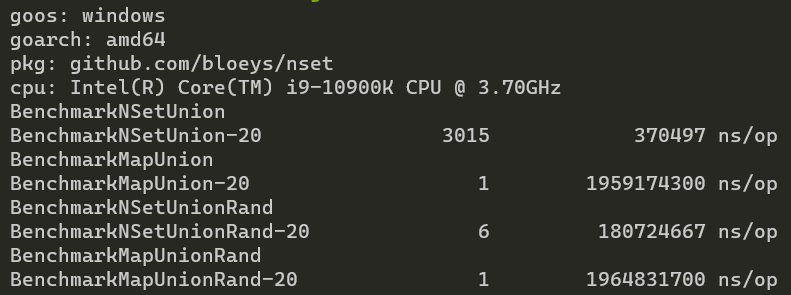 goos: windows
goarch: amd64
pkg: github.com/bloeys/nset
cpu: Intel(R) Core(TM) i9-10900K CPU @ 3.70GHz
BenchmarkNSetUnion
BenchmarkNSetUnion-20 3015 370497 ns/op
BenchmarkMapUnion
BenchmarkMapUnion-20 1 1959174300 ns/op
BenchmarkNSetUnionRand
BenchmarkNSetUnionRand-20 6 180724667 ns/op
BenchmarkMapUnionRand
BenchmarkMapUnionRand-20 1 1964831700 ns/op